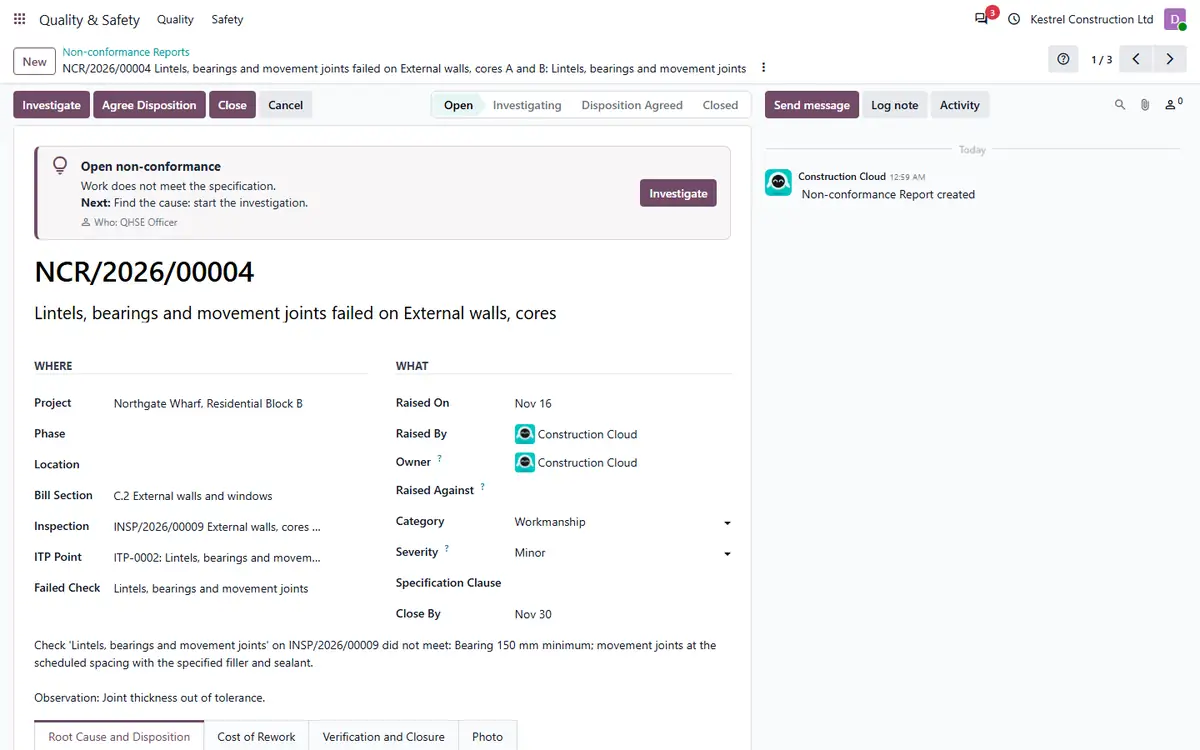 Quality & Safety Quality Safety 3 Kestrel Construction Ltd D
New Non-conformance Reports
NCR/2026/00004 Lintels, bearings and movement joints failed on External walls, cores A and B: Lintels, bearings and movement joints 1 / 3
Investigate Agree Disposition Close Cancel Open Investigating Disposition Agreed Closed Send message Log note Activity 0
Open non-conformance
Work does not meet the specification.
Next: Find the cause: start the investigation.
Who: QHSE Officer
Investigate
NCR/2026/00004
Lintels, bearings and movement joints failed on External walls, cores
WHERE
Project Northgate Wharf, Residential Block B
Phase
Location
Bill Section C.2 External walls and windows
Inspection INSP/2026/00009 External walls, cores ...
ITP Point ITP-0002: Lintels, bearings and movem...
Failed Check Lintels, bearings and movement joints
WHAT
Raised On Nov 16
Raised By Construction Cloud
Owner ? Construction Cloud
Raised Against ?
Category Workmanship
Severity ? Minor
Specification Clause
Close By Nov 30
Check 'Lintels, bearings and movement joints' on INSP/2026/00009 did not meet: Bearing 150 mm minimum; movement joints at the
scheduled spacing with the specified filler and sealant.
Observation: Joint thickness out of tolerance.
Root Cause and Disposition Cost of Rework Verification and Closure Photo
Today
Construction Cloud 12:59 AM
Non-conformance Report created